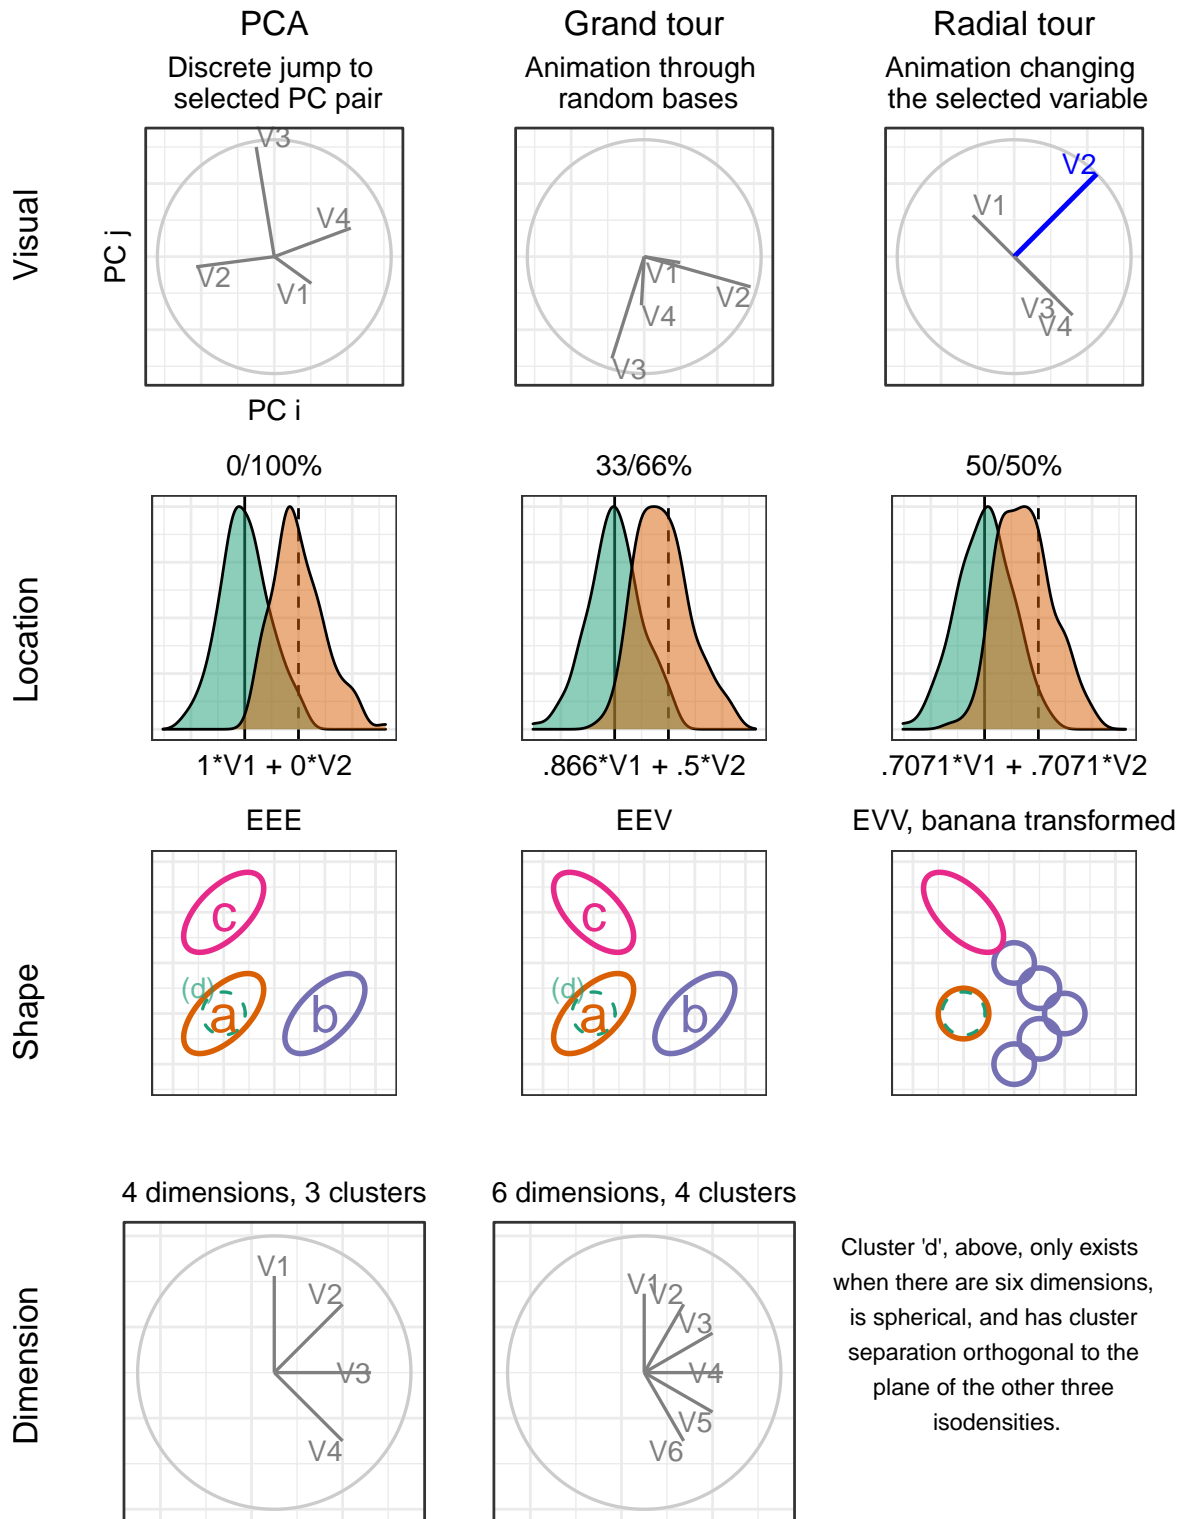 PCA
Grand tour
Radial tour
Discrete jump to
selected PC pair
Animation through
random bases
Animation changing
the selected variable
Visual
PC j
V3
V4
V2
V1
PC i
V1
V2
V4
V3
V2
V1
V3
V4
0/100%
33/66%
50/50%
Location
1*V1 + 0*V2
.866*V1 + .5*V2
.7071*V1 + .7071*V2
EEE
EEV
EVV, banana transformed
Shape
c
(d)
a
b
c
(d)
a
b
4 dimensions, 3 clusters
6 dimensions, 4 clusters
Dimension
V1
V2
V3
V4
V1
V2
V3
V4
V5
V6
Cluster 'd', above, only exists
when there are six dimensions,
is spherical, and has cluster
separation orthogonal to the
plane of the other three
isodensities.